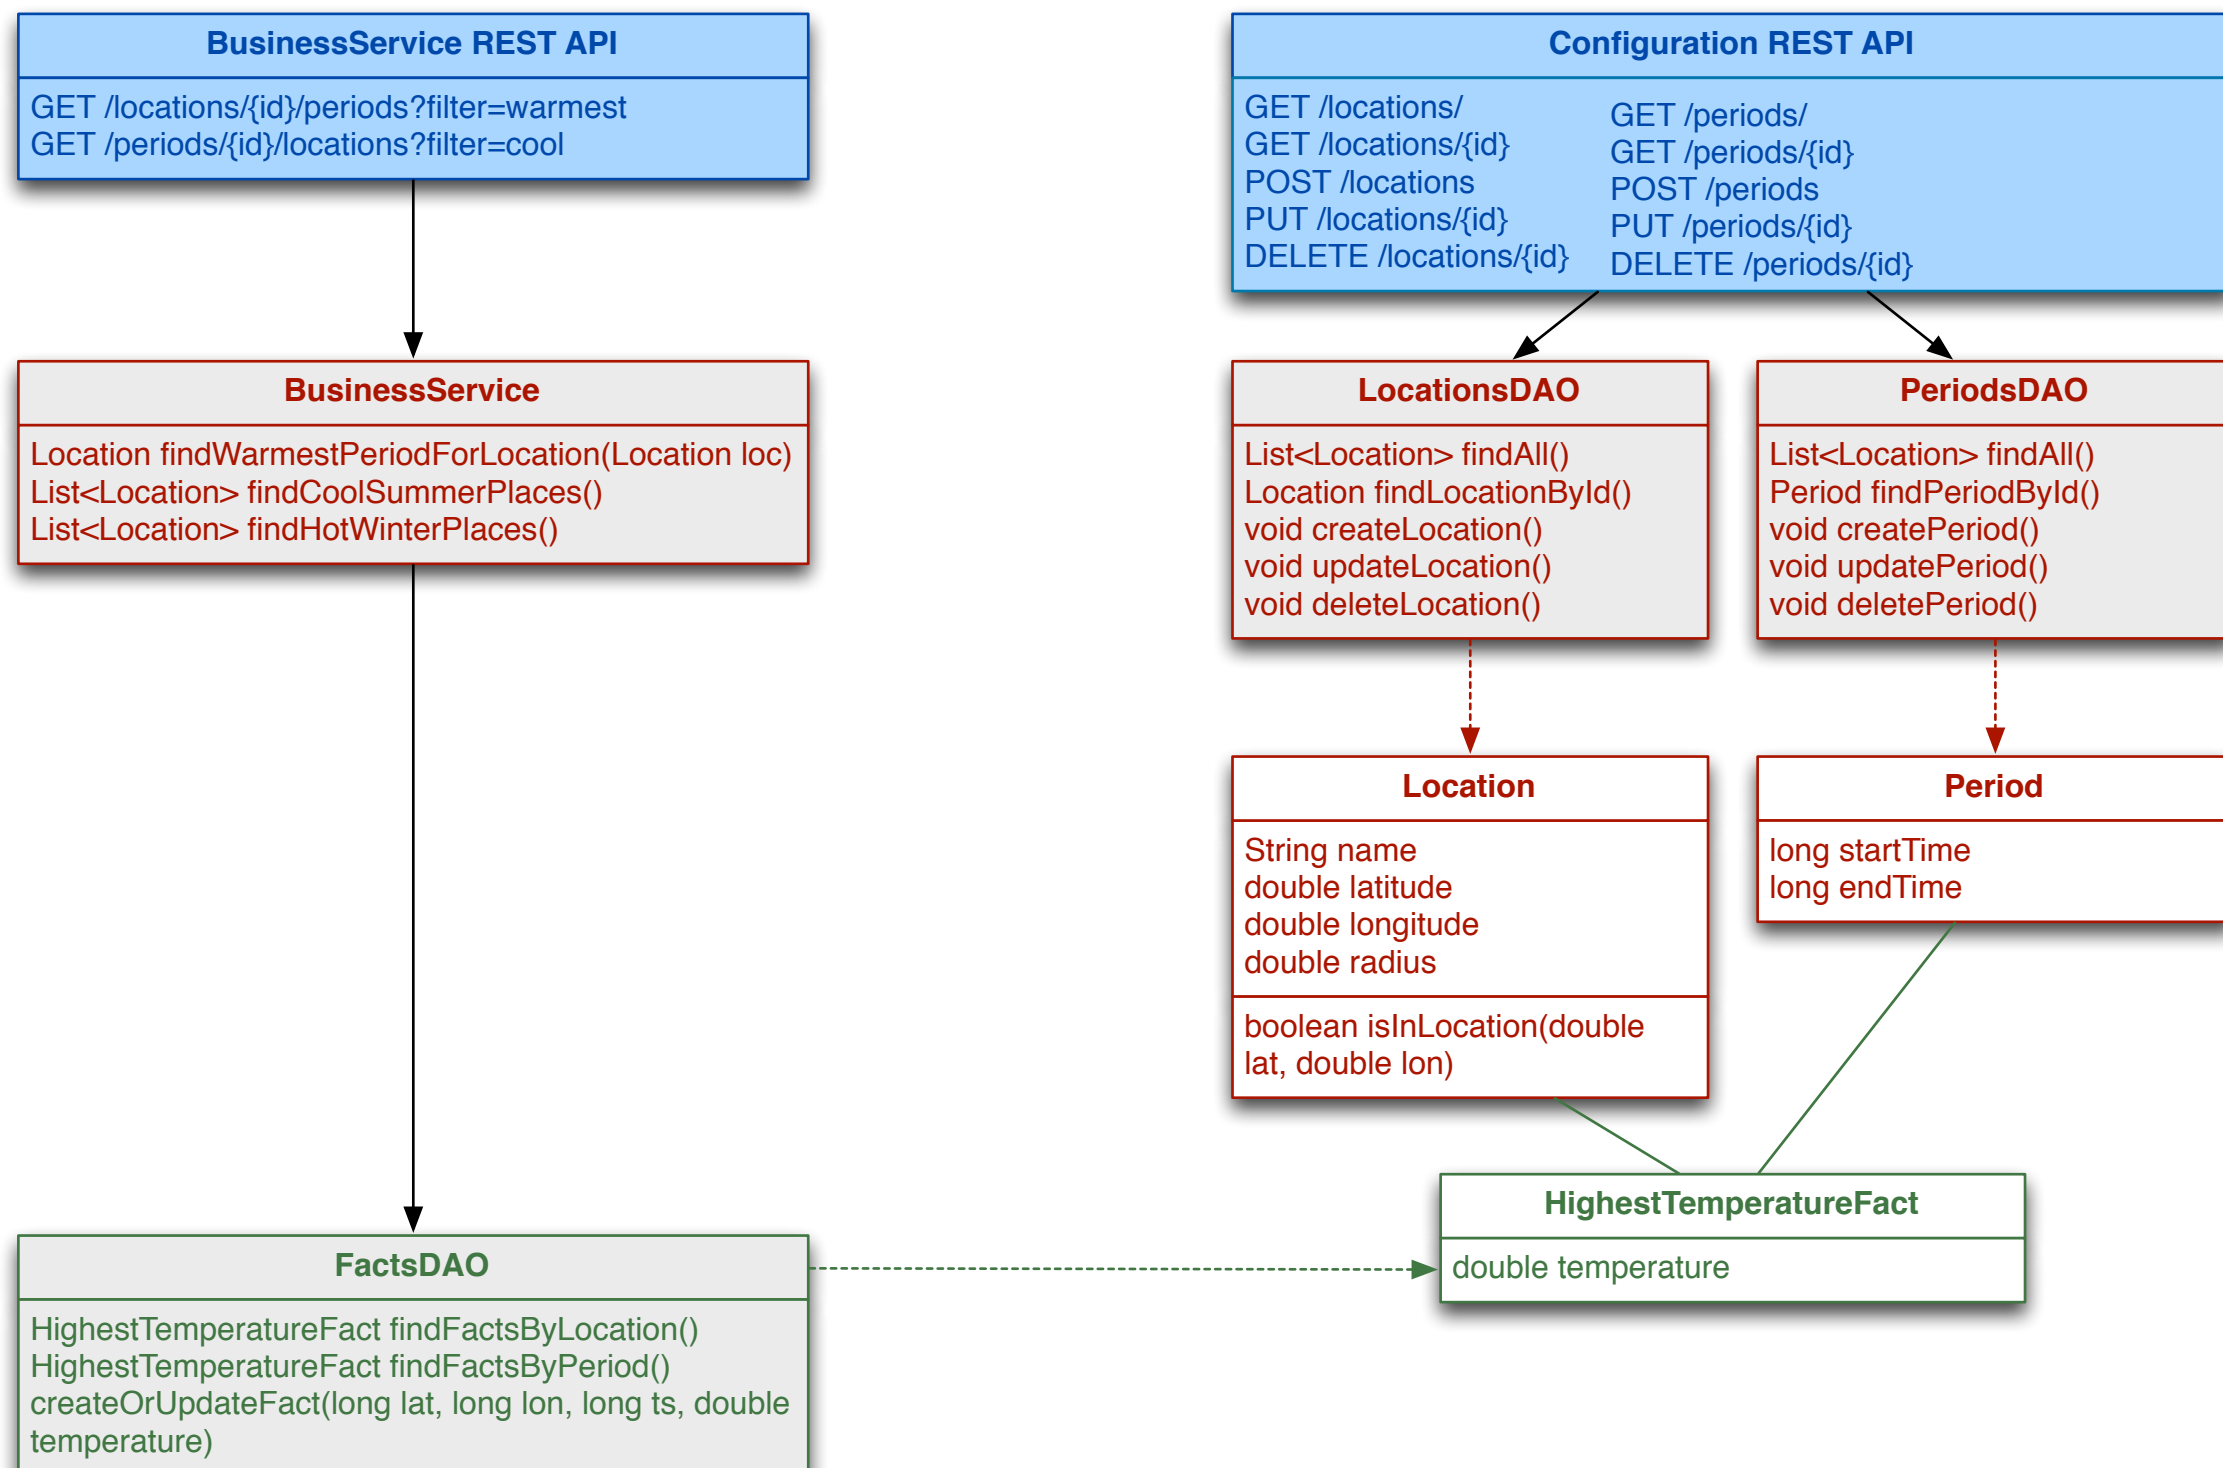 BusinessService REST API
GET /locations/{id}/periods?filter=warmest
GET /periods/{id}/locations?filter=cool
Configuration REST API
GET /locations/
GET /locations/{id}
POST /locations
PUT /locations/{id}
DELETE /locations/{id}
GET /periods/
GET /periods/{id}
POST /periods
PUT /periods/{id}
DELETE /periods/{id}
BusinessService
Location findWarmestPeriodForLocation(Location loc)
List<Location> findCoolSummerPlaces()
List<Location> findHotWinterPlaces()
LocationsDAO
List<Location> findAll()
Location findLocationById()
void createLocation()
void updateLocation()
void deleteLocation()
PeriodsDAO
List<Location> findAll()
Period findPeriodById()
void createPeriod()
void updatePeriod()
void deletePeriod()
Location
String name
double latitude
double longitude
double radius
boolean isInLocation(double
lat, double lon)
Period
long startTime
long endTime
HighestTemperatureFact
double temperature
FactsDAO
HighestTemperatureFact findFactsByLocation()
HighestTemperatureFact findFactsByPeriod()
createOrUpdateFact(long lat, long lon, long ts, double
temperature)